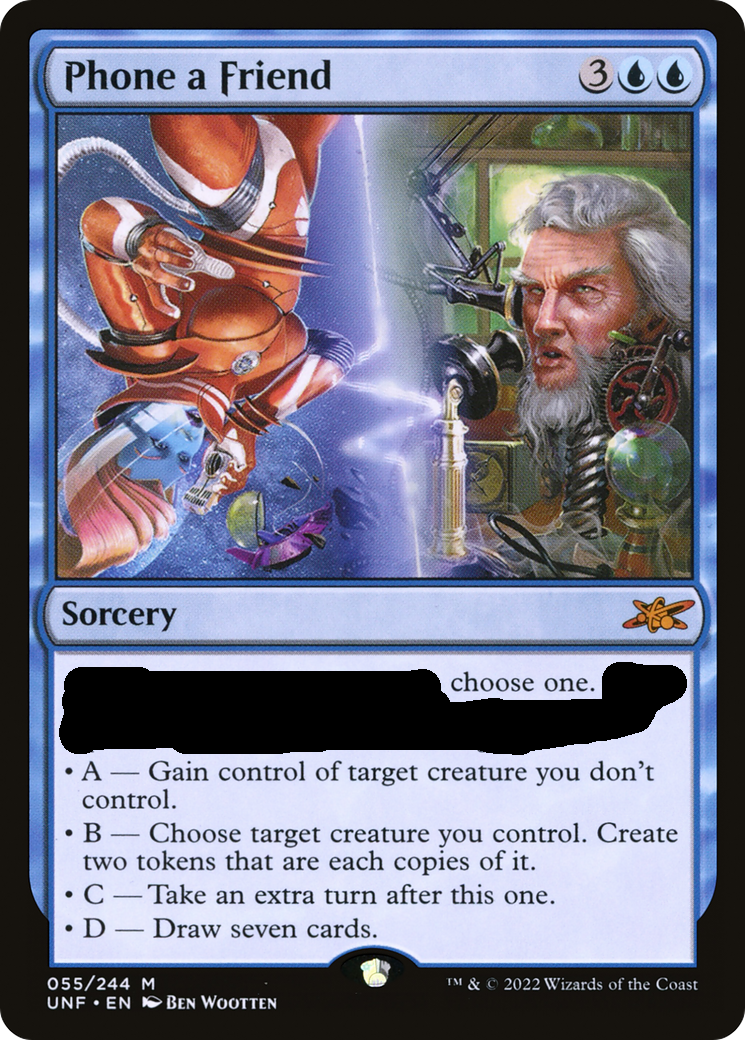 Phone a Friend 3
Sorcery
choose one.
• A — Gain control of target creature you don't
control.
• B — Choose target creature you control. Create
two tokens that are each copies of it.
• C — Take an extra turn after this one.
• D — Draw seven cards.
055/244 M
UNF • EN Ben Wootten
™ & © 2022 Wizards of the Coast